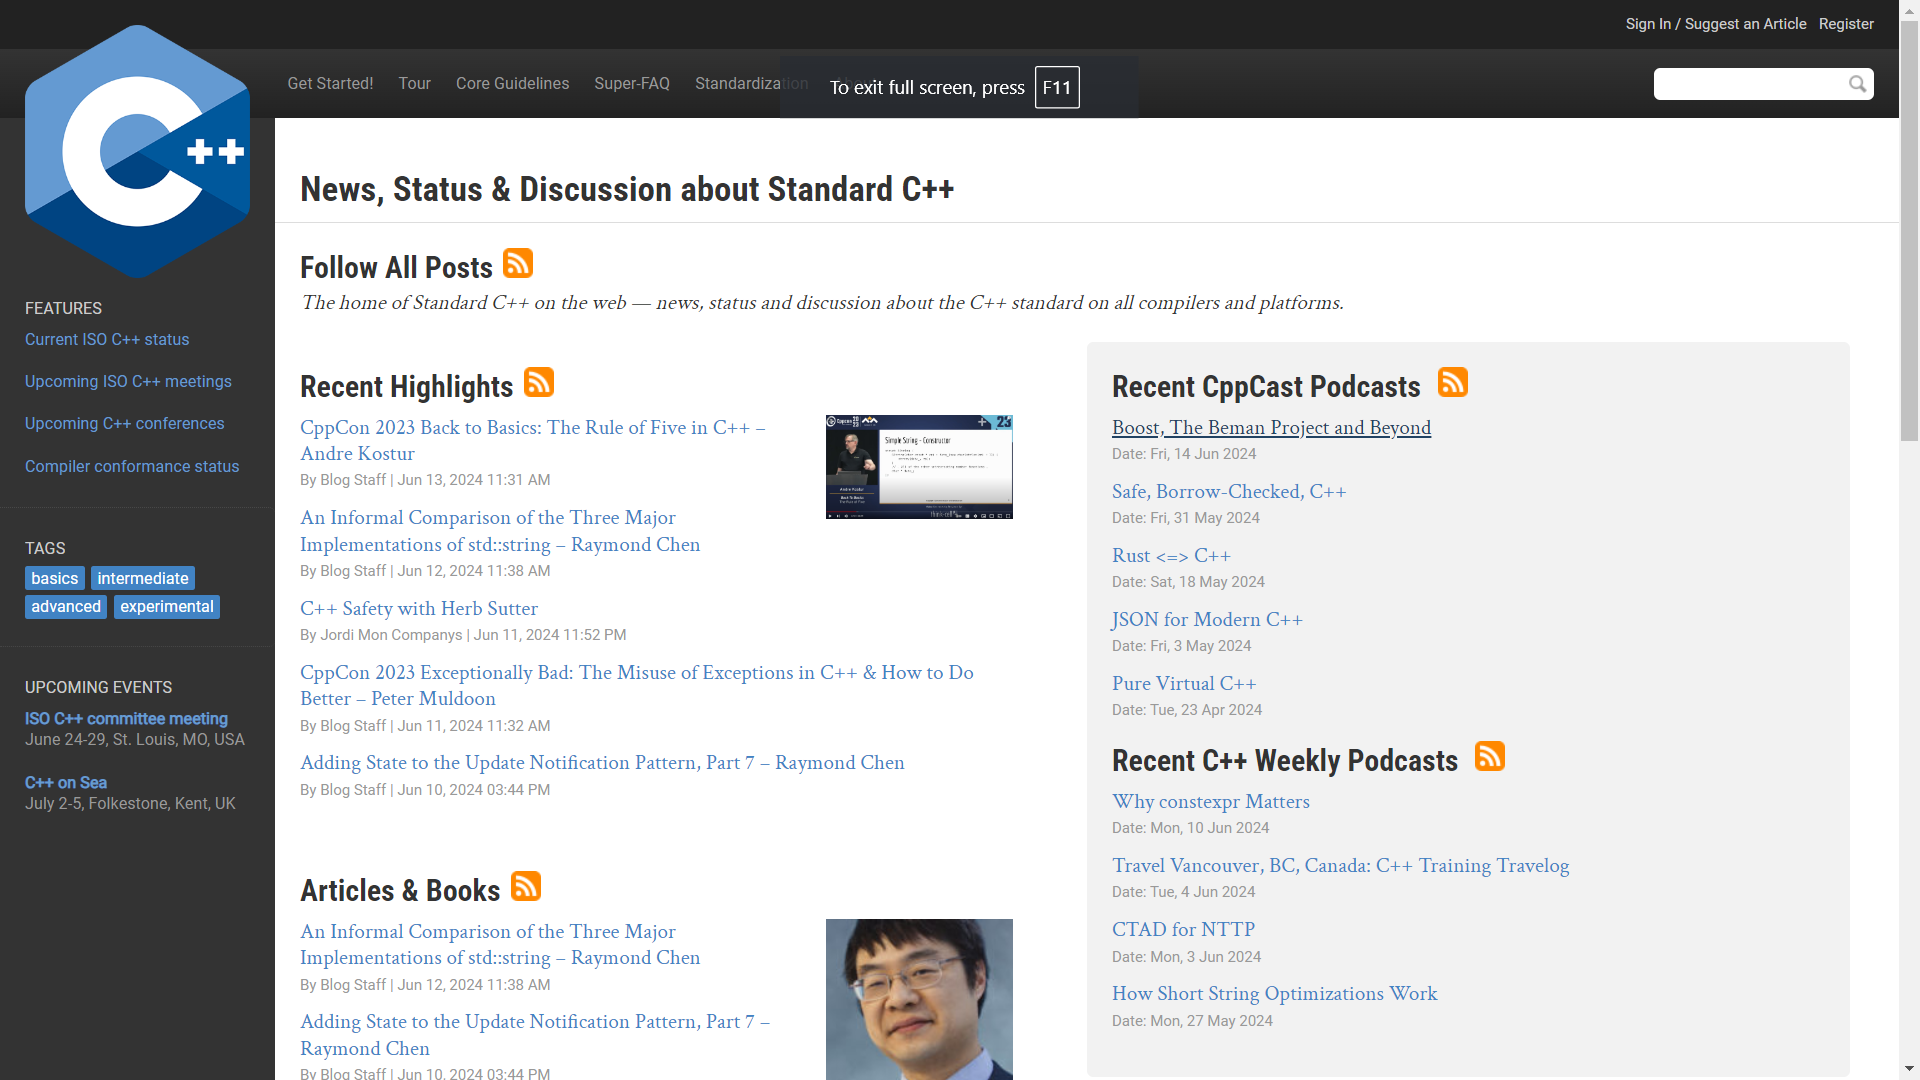 Sign In / Suggest an Article Register
Get Started! Tour Core Guidelines Super-FAQ Standardization
To exit full screen, press F11
C++
News, Status & Discussion about Standard C++
Follow All Posts
The home of Standard C++ on the web — news, status and discussion about the C++ standard on all compilers and platforms.
FEATURES
Current ISO C++ status
Upcoming ISO C++ meetings
Upcoming C++ conferences
Compiler conformance status
TAGS
basics intermediate
advanced experimental
UPCOMING EVENTS
ISO C++ committee meeting
June 24-29, St. Louis, MO, USA
C++ on Sea
July 2-5, Folkestone, Kent, UK
Recent Highlights
CppCon 2023 Back to Basics: The Rule of Five in C++ –
Andre Kostur
By Blog Staff | Jun 13, 2024 11:31 AM
An Informal Comparison of the Three Major
Implementations of std::string – Raymond Chen
By Blog Staff | Jun 12, 2024 11:38 AM
C++ Safety with Herb Sutter
By Jordi Mon Companys | Jun 11, 2024 11:52 PM
CppCon 2023 Exceptionally Bad: The Misuse of Exceptions in C++ & How to Do
Better – Peter Muldoon
By Blog Staff | Jun 11, 2024 11:32 AM
Adding State to the Update Notification Pattern, Part 7 – Raymond Chen
By Blog Staff | Jun 10, 2024 03:44 PM
Simple String - Constructor
Articles & Books
An Informal Comparison of the Three Major
Implementations of std::string – Raymond Chen
By Blog Staff | Jun 12, 2024 11:38 AM
Adding State to the Update Notification Pattern, Part 7 –
Raymond Chen
By Blog Staff | Jun 10, 2024 03:44 PM
Recent CppCast Podcasts
Boost, The Beman Project and Beyond
Date: Fri, 14 Jun 2024
Safe, Borrow-Checked, C++
Date: Fri, 31 May 2024
Rust <=> C++
Date: Sat, 18 May 2024
JSON for Modern C++
Date: Fri, 3 May 2024
Pure Virtual C++
Date: Tue, 23 Apr 2024
Recent C++ Weekly Podcasts
Why constexpr Matters
Date: Mon, 10 Jun 2024
Travel Vancouver, BC, Canada: C++ Training Travelog
Date: Tue, 4 Jun 2024
CTAD for NTTP
Date: Mon, 3 Jun 2024
How Short String Optimizations Work
Date: Mon, 27 May 2024